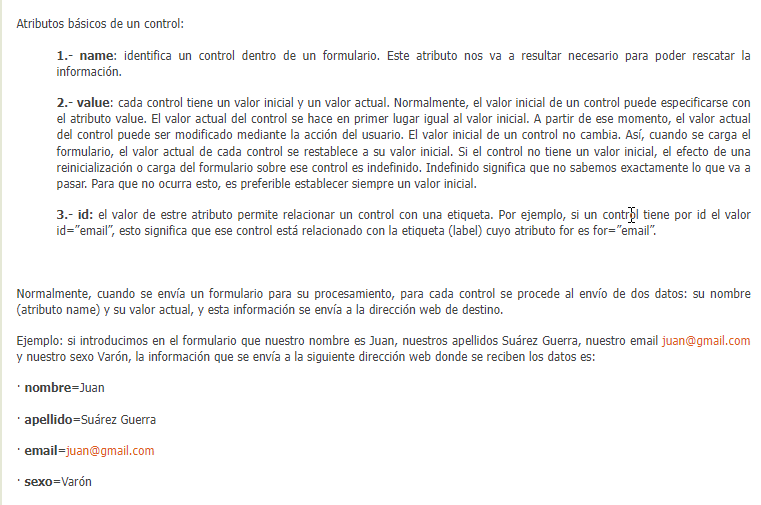 Atributos básicos de un control:
1.- name: identifica un control dentro de un formulario. Este atributo nos va a resultar necesario para poder rescatar la
información.
2.- value: cada control tiene un valor inicial y un valor actual. Normalmente, el valor inicial de un control puede especificarse con
el atributo value. El valor actual del control se hace en primer lugar igual al valor inicial. A partir de ese momento, el valor actual
del control puede ser modificado mediante la acción del usuario. El valor inicial de un control no cambia. Así, cuando se carga el
formulario, el valor actual de cada control se restablece a su valor inicial. Si el control no tiene un valor inicial, el efecto de una
reinicialización o carga del formulario sobre ese control es indefinido. Indefinido significa que no sabemos exactamente lo que va a
pasar. Para que no ocurra esto, es preferible establecer siempre un valor inicial.
3.- id: el valor de estre atributo permite relacionar un control con una etiqueta. Por ejemplo, si un control tiene por id el valor
id=”email”, esto significa que ese control está relacionado con la etiqueta (label) cuyo atributo for es for=”email”.
Normalmente, cuando se envía un formulario para su procesamiento, para cada control se procede al envío de dos datos: su nombre
(atributo name) y su valor actual, y esta información se envía a la dirección web de destino.
Ejemplo: si introducimos en el formulario que nuestro nombre es Juan, nuestros apellidos Suárez Guerra, nuestro email juan@gmail.com
y nuestro sexo Varón, la información que se envía a la siguiente dirección web donde se reciben los datos es:
· nombre=Juan
· apellido=Suárez Guerra
· email=juan@gmail.com
· sexo=Varón